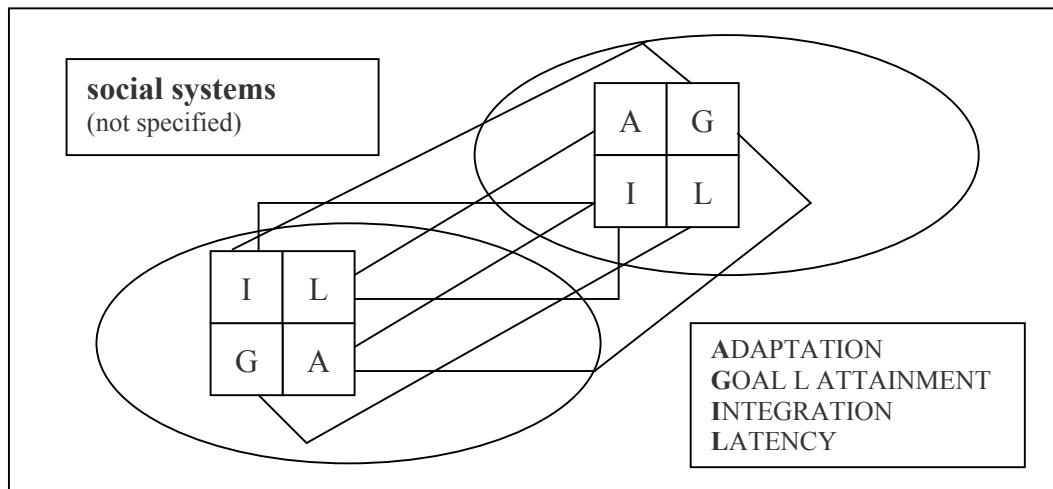 social systems
(not specified)
A G
I L
I L
G A
ADAPTATION
GOAL L ATTAINMENT
INTEGRATION
LATENCY